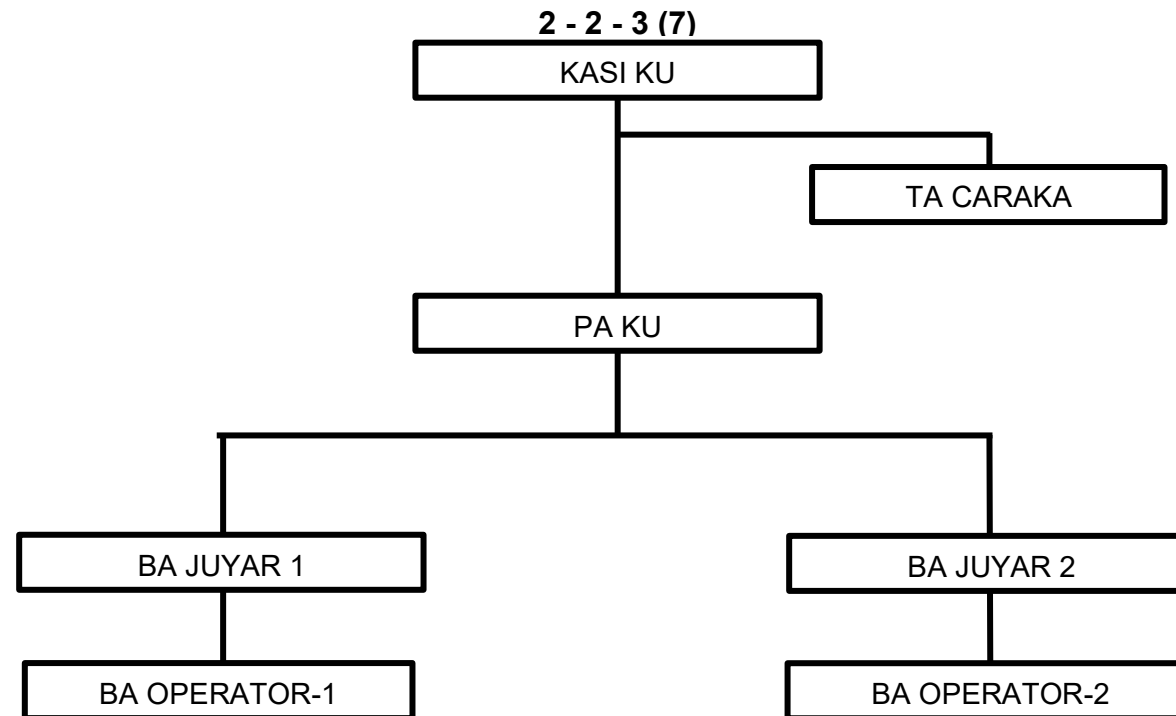 2 - 2 - 3 (7)
KASI KU
TA CARAKA
PA KU
BA JUYAR 1
BA JUYAR 2
BA OPERATOR-1
BA OPERATOR-2